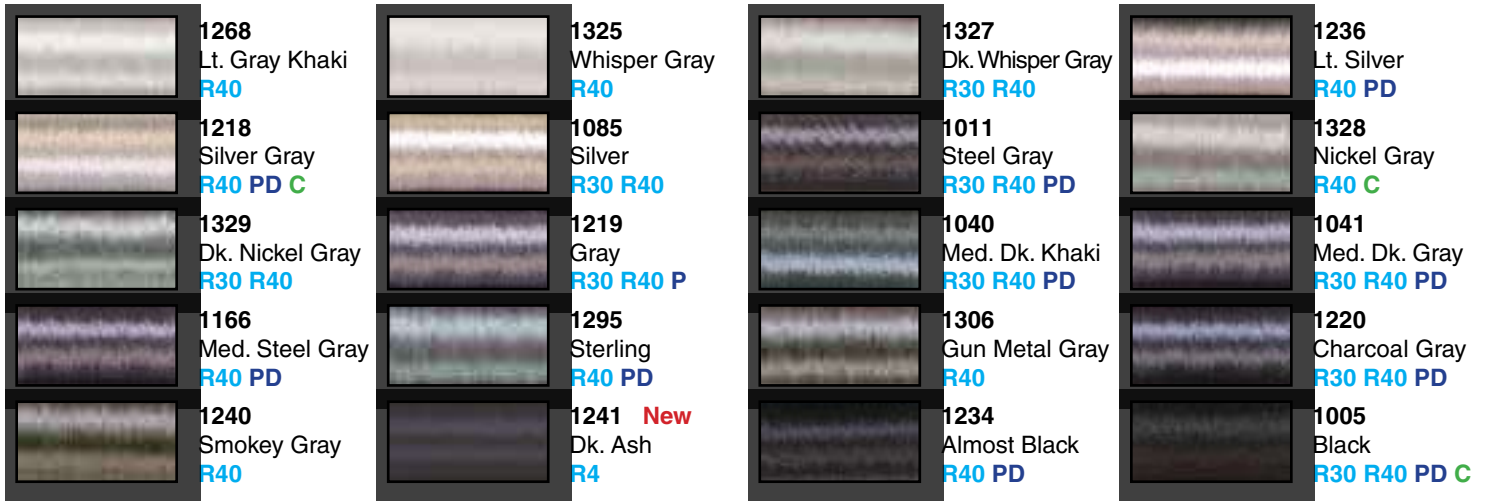 1268
Lt. Gray Khaki
R40
1325
Whisper Gray
R40
1327
Dk. Whisper Gray
R30 R40
1236
Lt. Silver
R40 PD
1218
Silver Gray
R40 PD C
1085
Silver
R30 R40
1011
Steel Gray
R30 R40 PD
1328
Nickel Gray
R40 C
1329
Dk. Nickel Gray
R30 R40
1219
Gray
R30 R40 P
1040
Med. Dk. Khaki
R30 R40 PD
1041
Med. Dk. Gray
R30 R40 PD
1166
Med. Steel Gray
R40 PD
1295
Sterling
R40 PD
1306
Gun Metal Gray
R40
1220
Charcoal Gray
R30 R40 PD
1240
Smokey Gray
R40
1241 New
Dk. Ash
R4
1234
Almost Black
R40 PD
1005
Black
R30 R40 PD C